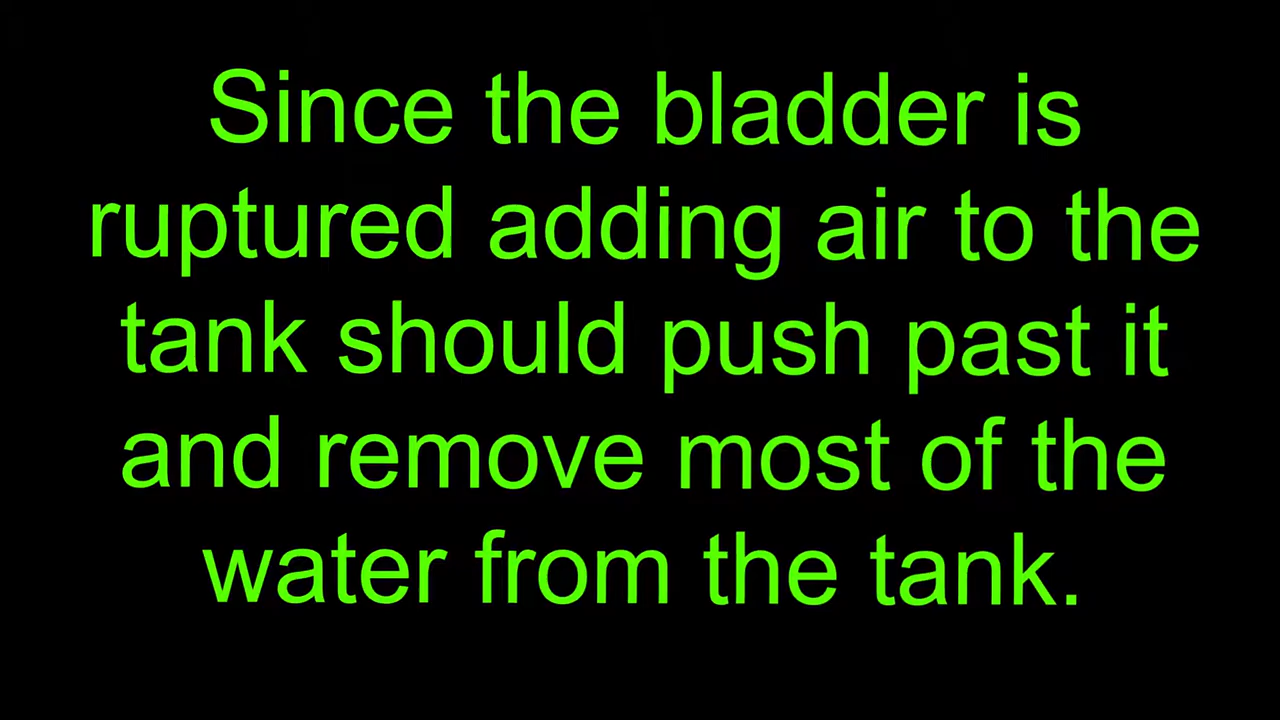 Since the bladder is
ruptured adding air to the
tank should push past it
and remove most of the
water from the tank.